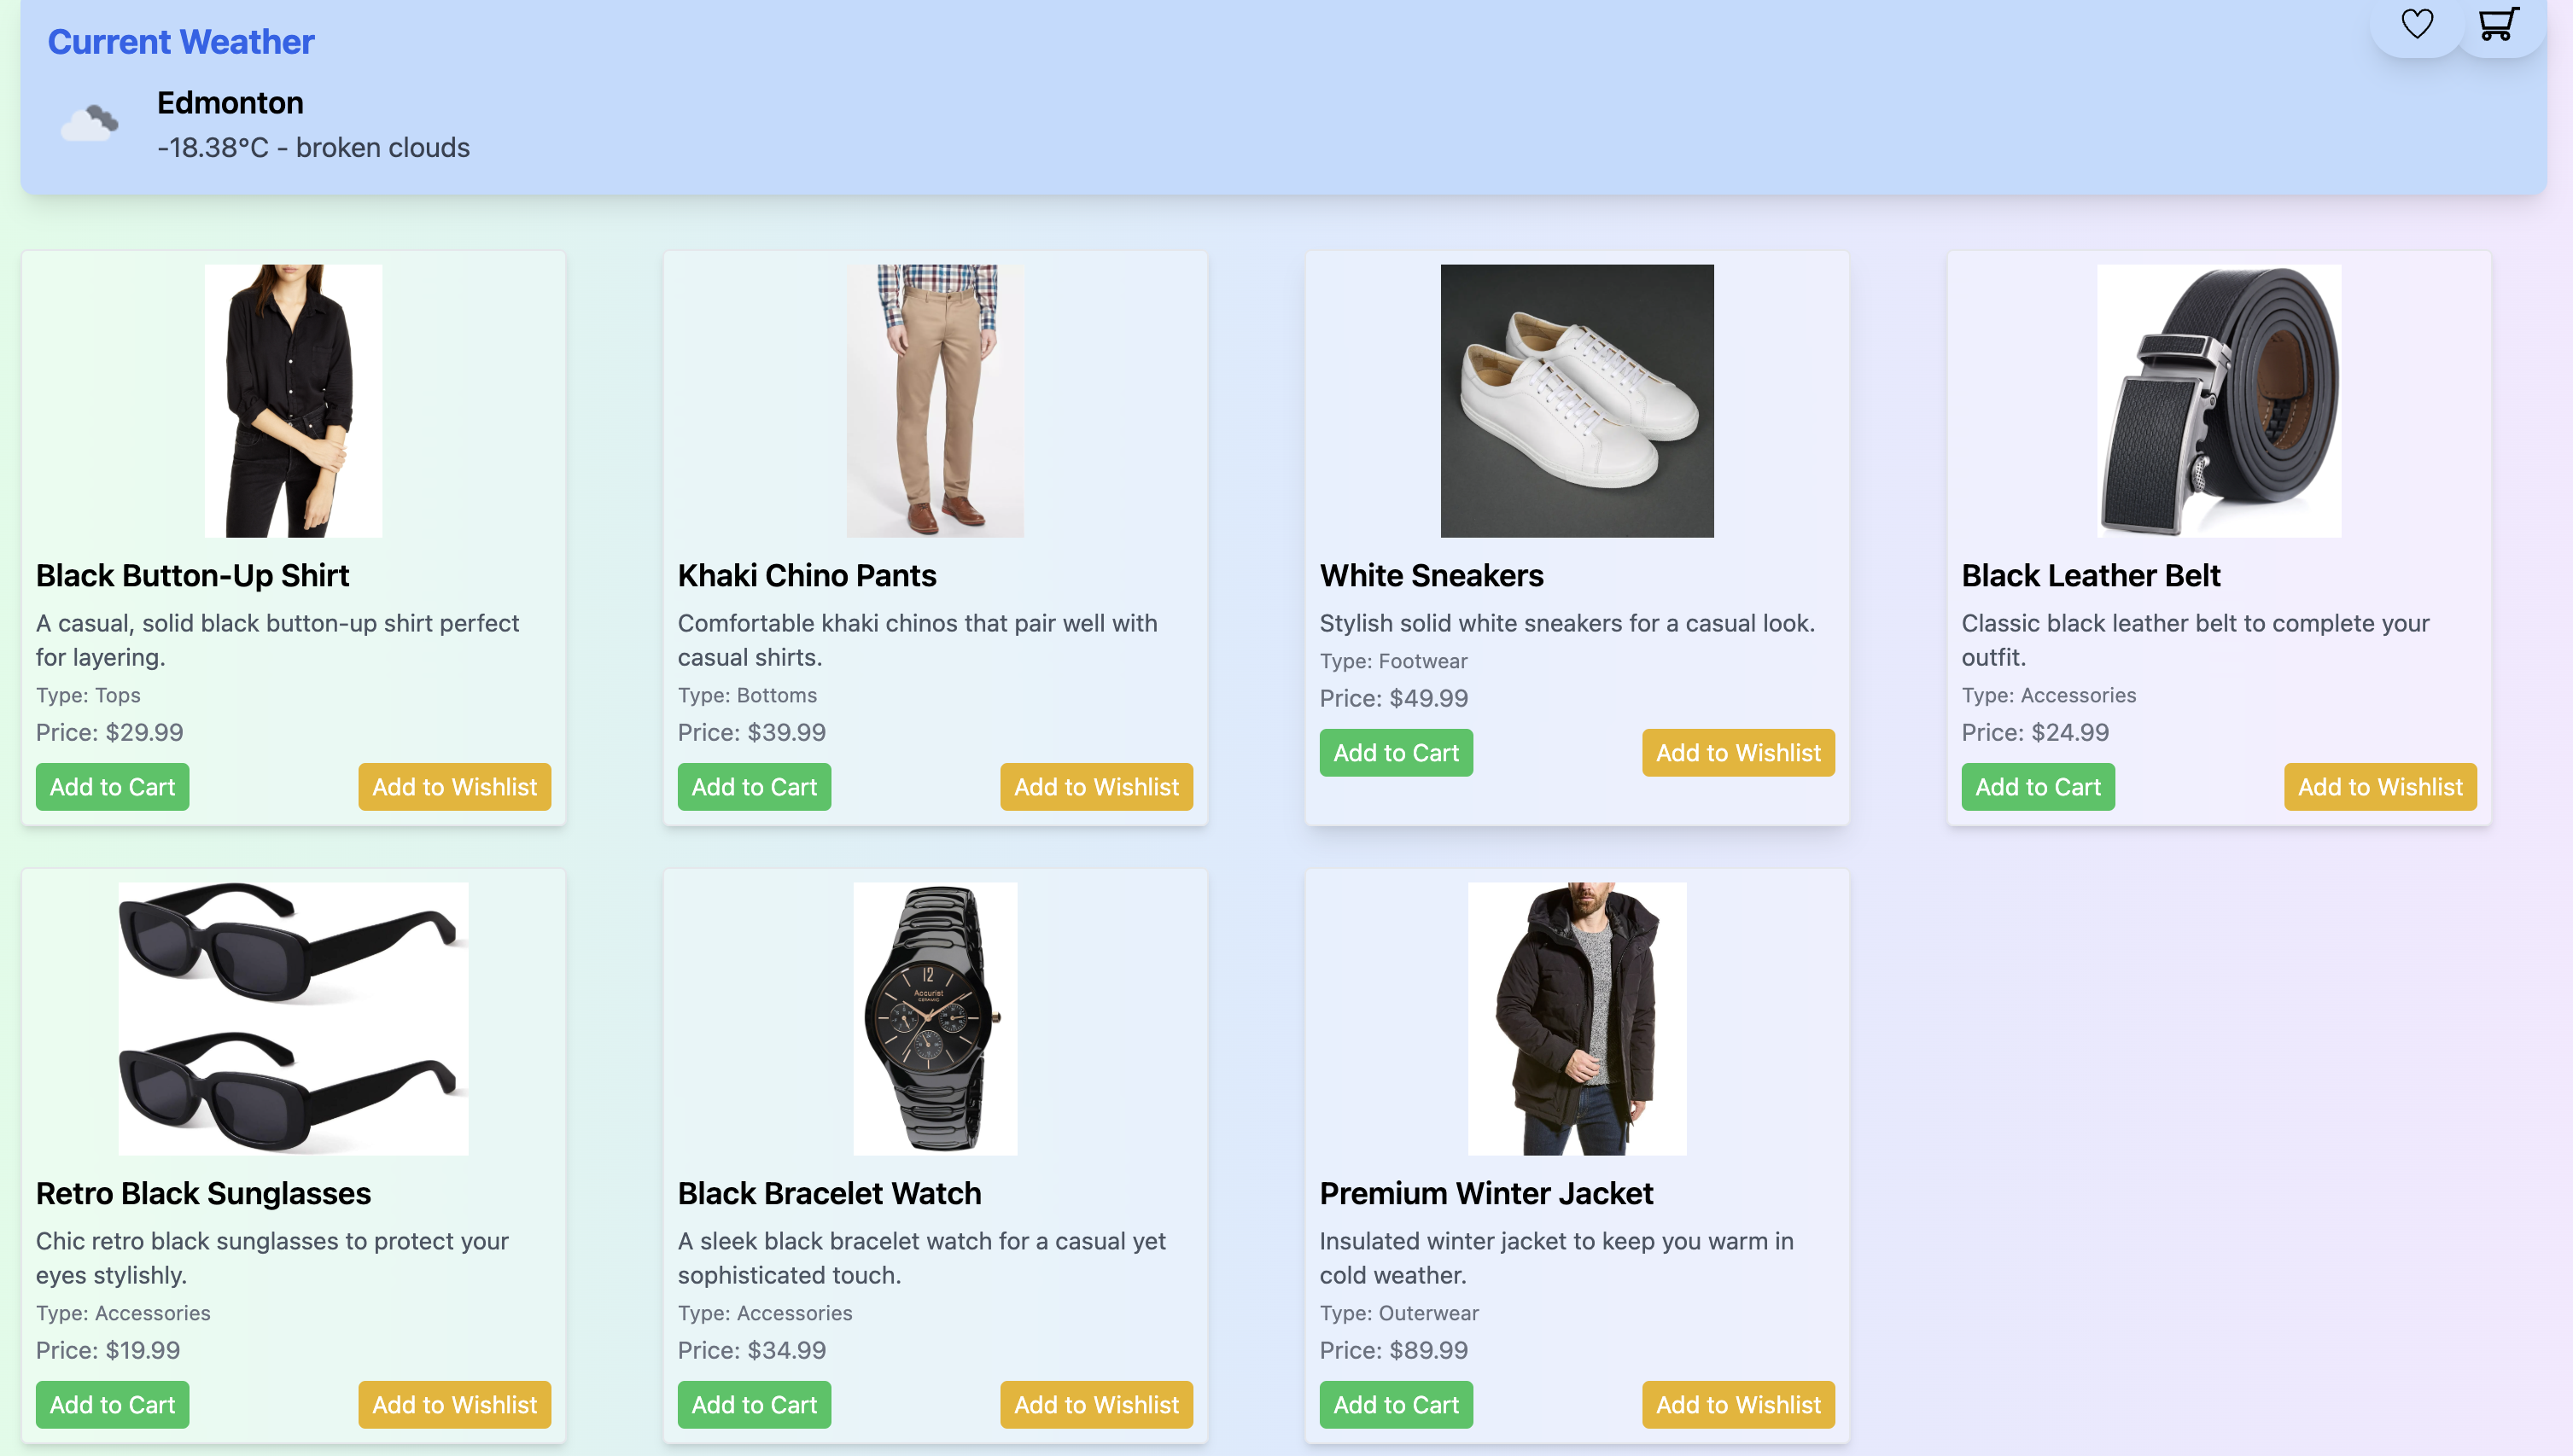 Current Weather
Edmonton
-18.38°C - broken clouds
Black Button-Up Shirt
A casual, solid black button-up shirt perfect
for layering.
Type: Tops
Price: $29.99
Add to Cart
Add to Wishlist
Khaki Chino Pants
Comfortable khaki chinos that pair well with
casual shirts.
Type: Bottoms
Price: $39.99
Add to Cart
Add to Wishlist
White Sneakers
Stylish solid white sneakers for a casual look.
Type: Footwear
Price: $49.99
Add to Cart
Add to Wishlist
Black Leather Belt
Classic black leather belt to complete your
outfit.
Type: Accessories
Price: $24.99
Add to Cart
Add to Wishlist
Retro Black Sunglasses
Chic retro black sunglasses to protect your
eyes stylishly.
Type: Accessories
Price: $19.99
Add to Cart
Add to Wishlist
12
Accurist
CERAMIC
Black Bracelet Watch
A sleek black bracelet watch for a casual yet
sophisticated touch.
Type: Accessories
Price: $34.99
Add to Cart
Add to Wishlist
Premium Winter Jacket
Insulated winter jacket to keep you warm in
cold weather.
Type: Outerwear
Price: $89.99
Add to Cart
Add to Wishlist